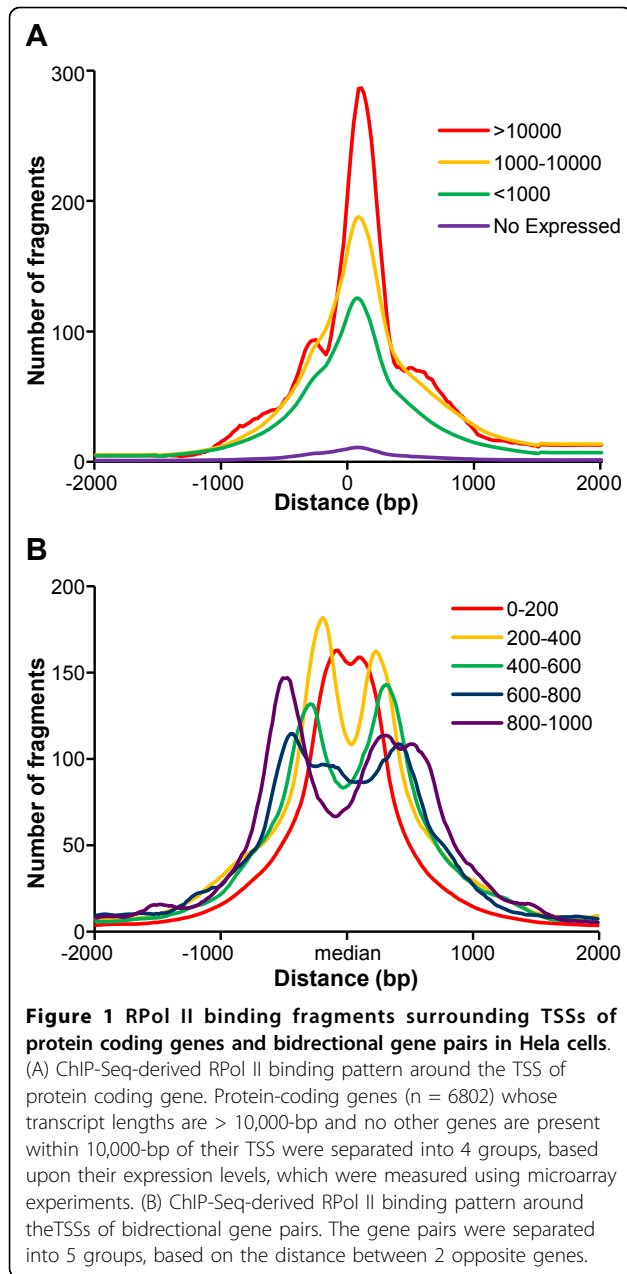 A
300
200
100
0
Number of fragments
>10000
1000-10000
<1000
No Expressed
-2000
-1000
0
1000
2000
Distance (bp)
B
200
150
100
50
0
Number of fragments
0-200
200-400
400-600
600-800
800-1000
-2000
-1000
median
1000
2000
Distance (bp)
Figure 1 RPol II binding fragments surrounding TSSs of
protein coding genes and bidrectional gene pairs in Hela cells.
(A) ChIP-Seq-derived RPol II binding pattern around the TSS of
protein coding gene. Protein-coding genes (n = 6802) whose
transcript lengths are > 10,000-bp and no other genes are present
within 10,000-bp of their TSS were separated into 4 groups, based
upon their expression levels, which were measured using microarray
experiments. (B) ChIP-Seq-derived RPol II binding pattern around
theTSSs of bidrectional gene pairs. The gene pairs were separated
into 5 groups, based on the distance between 2 opposite genes.